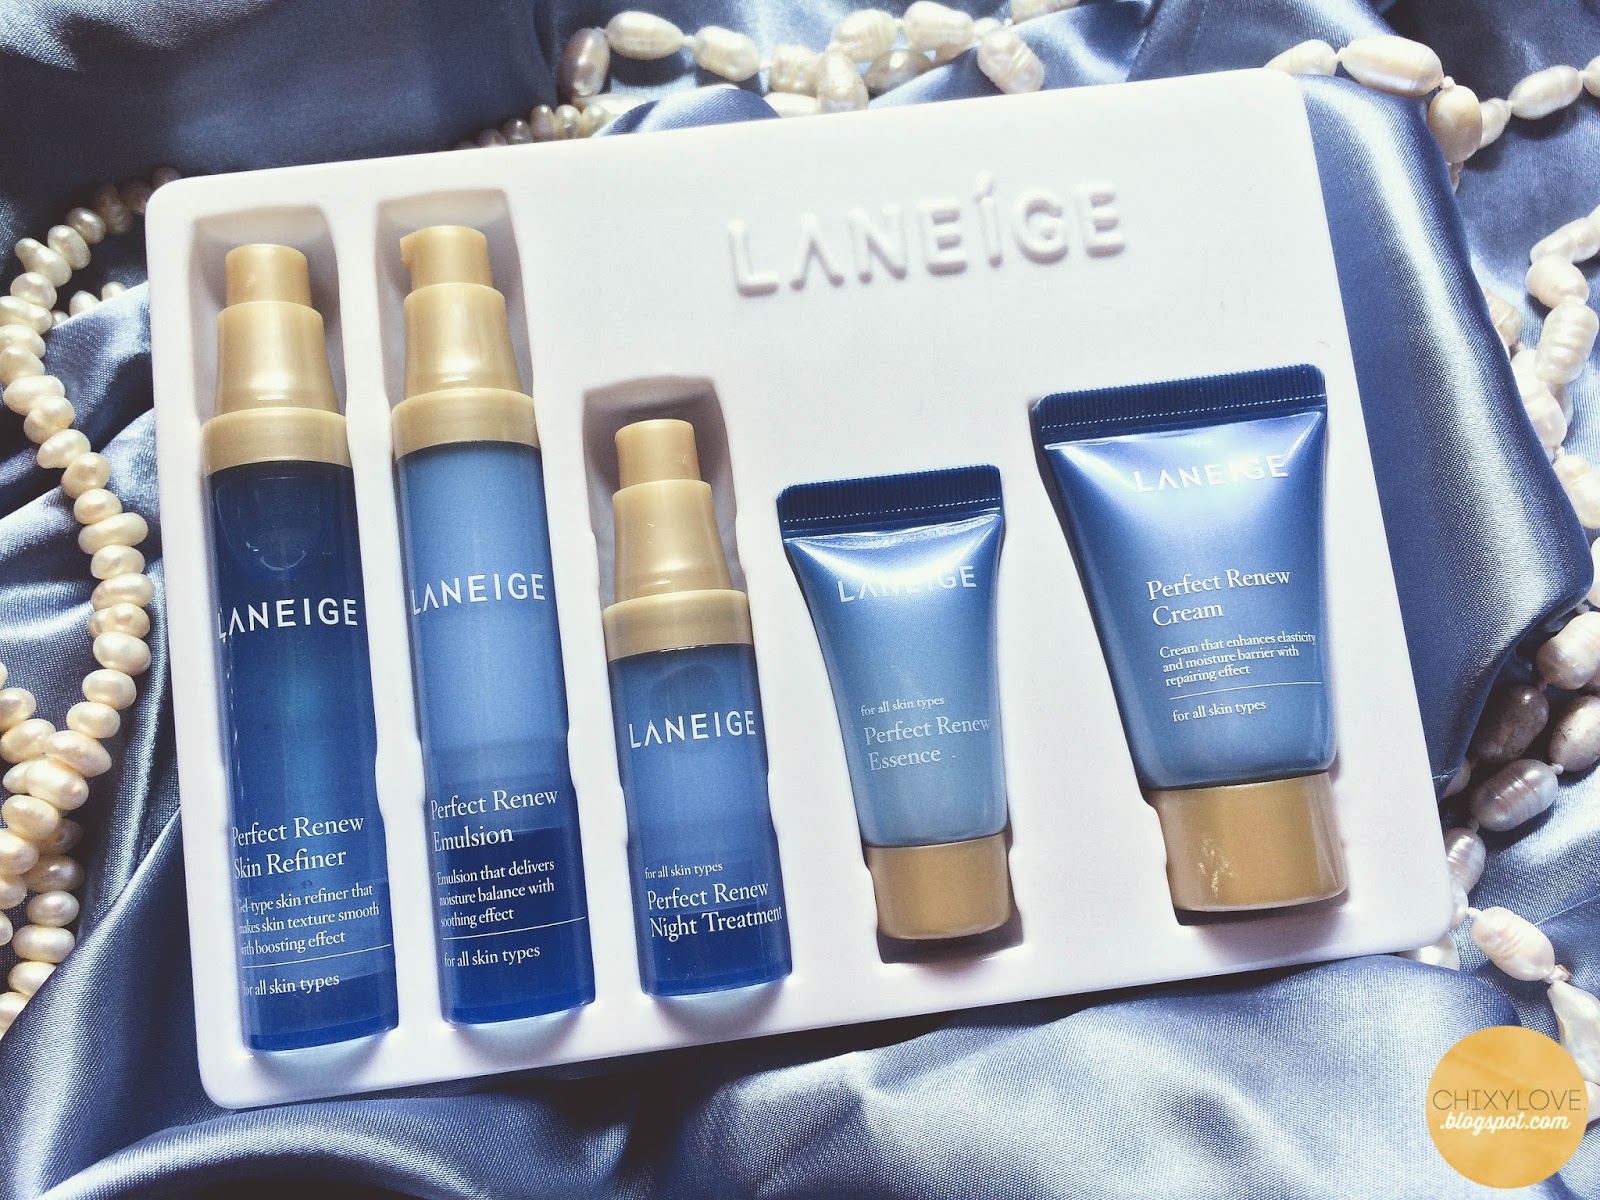 LANEÍGE
LANEIGE
Perfect Renew
Skin Refiner
Gel-type skin refiner that
makes skin texture smooth
with boosting effect
for all skin types
LANEIGE
Perfect Renew
Emulsion
Emulsion that delivers
moisture balance with
soothing effect
for all skin types
LANEIGE
for all skin types
Perfect Renew
Night Treatment
LANEIGE
for all skin types
Perfect Renew
Essence
LANEIGE
Perfect Renew
Cream
Cream that enhances elasticity
and moisture barrier with
repairing effect
for all skin types
CHIXYLOVE
.blogspot.com